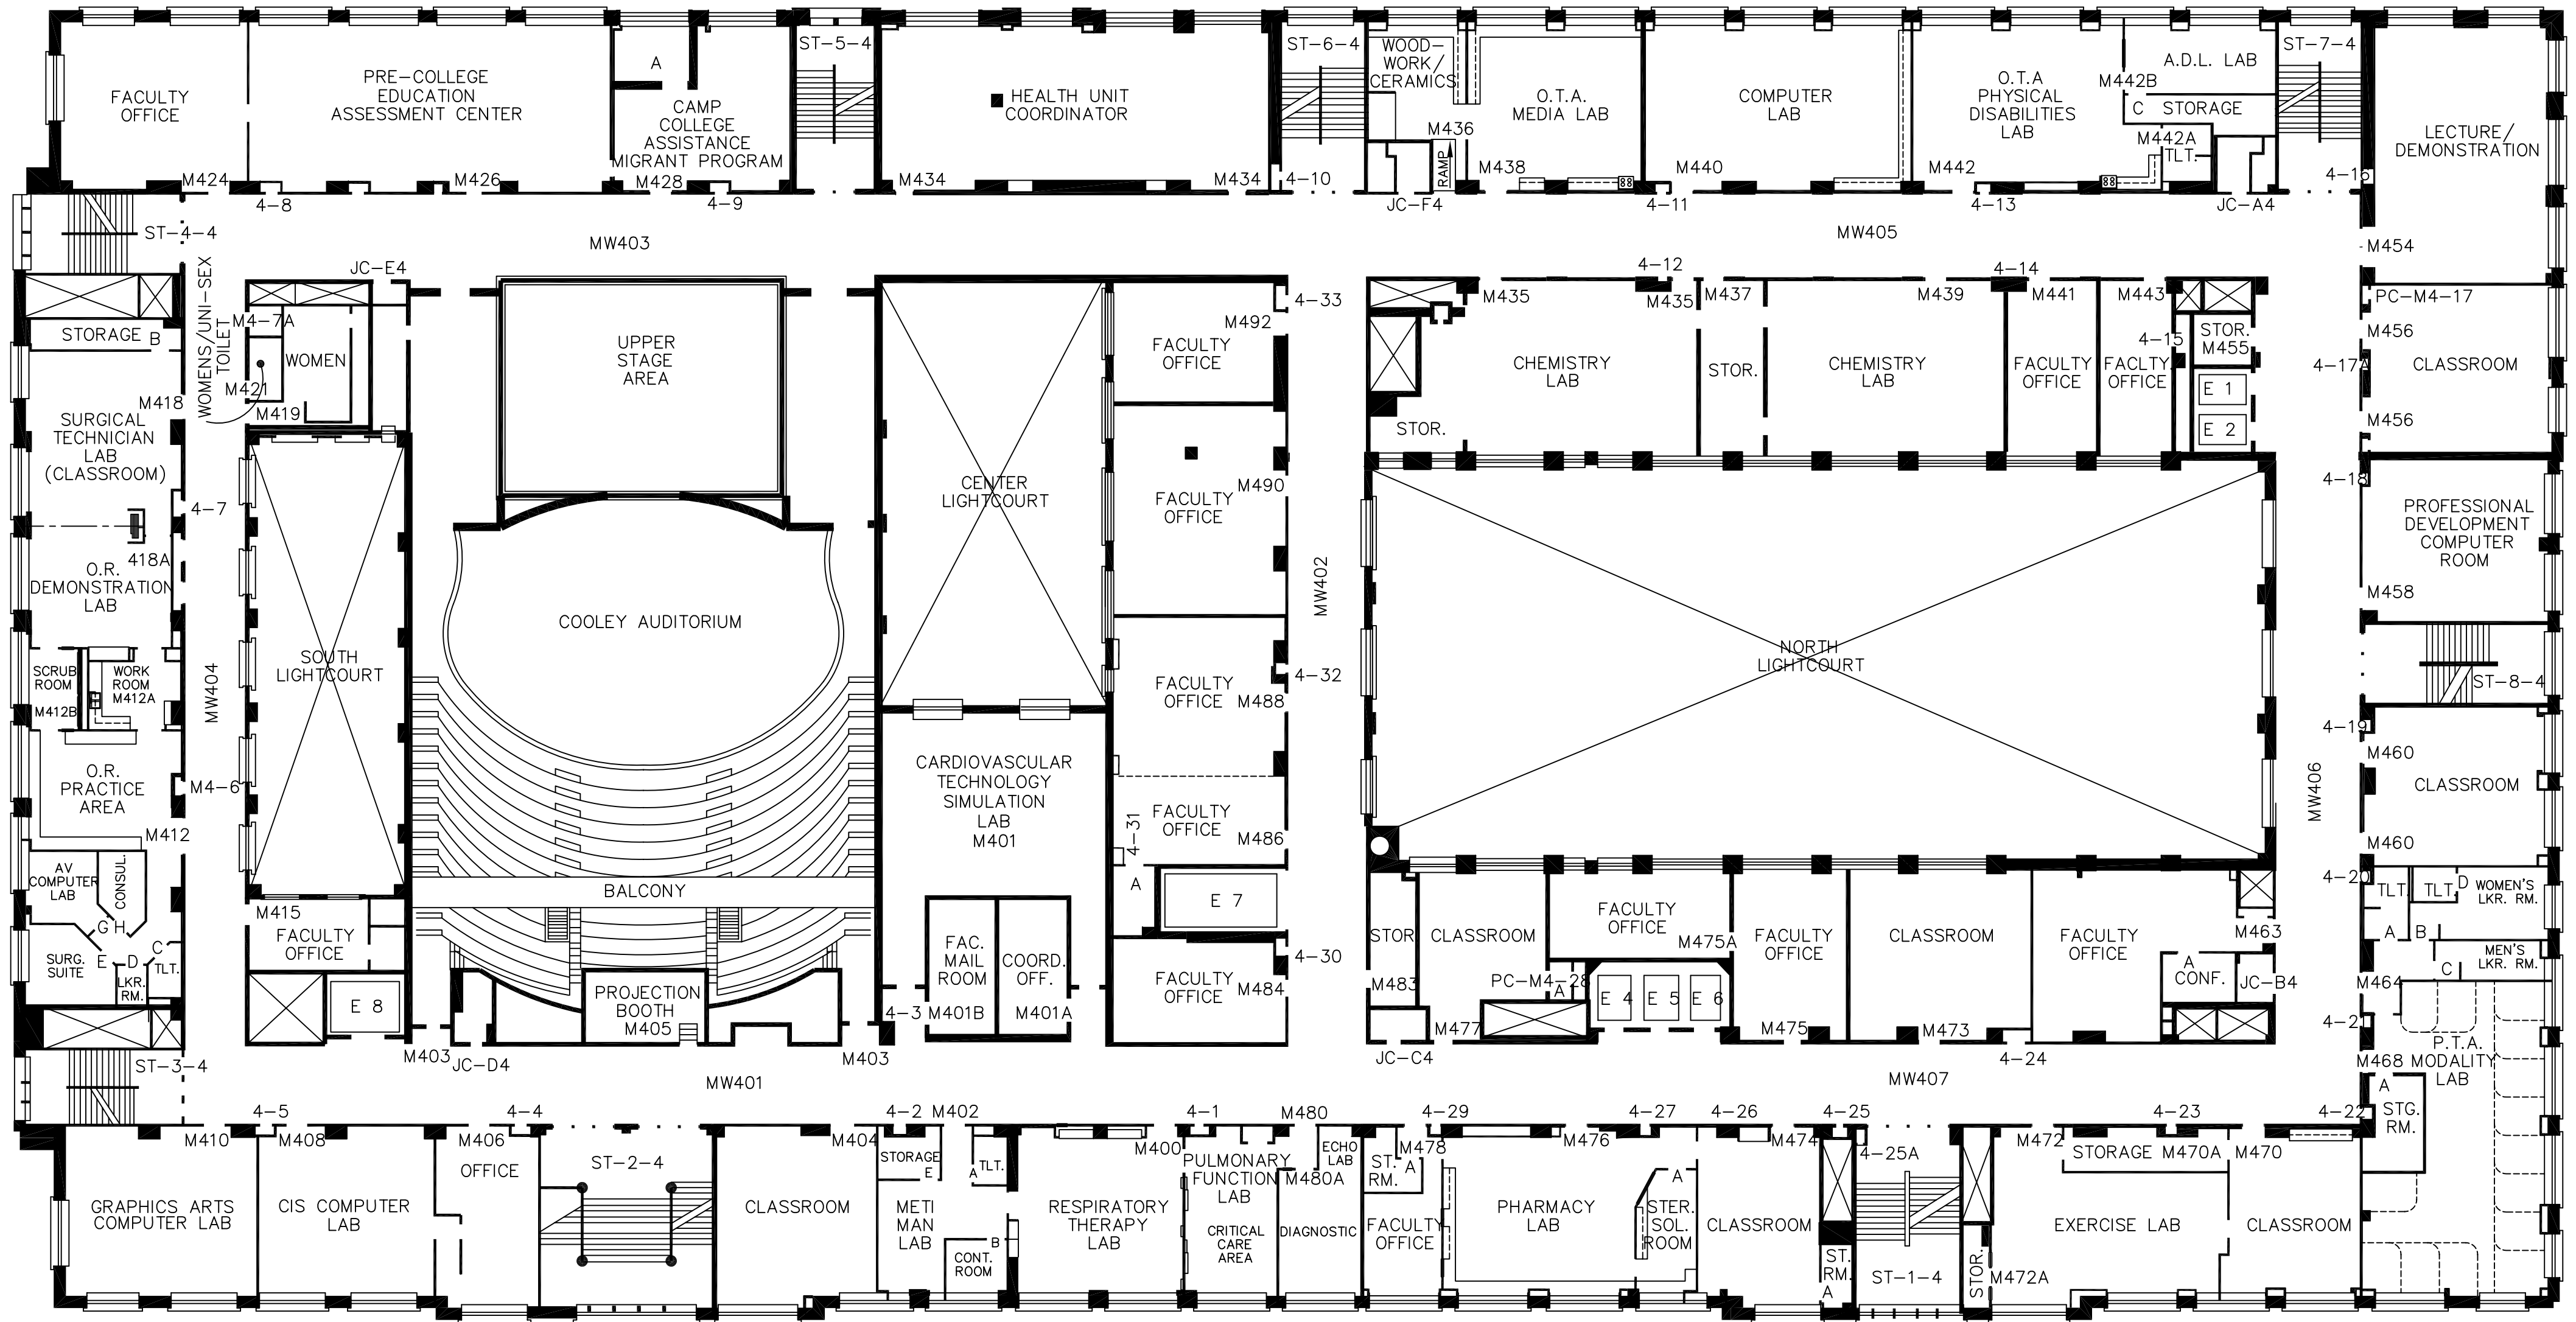 FACULTY
OFFICE
M424
PRE-COLLEGE
EDUCATION
ASSESSMENT CENTER
M426
A
CAMP
COLLEGE
ASSISTANCE
MIGRANT PROGRAM
M428
ST-5-4
HEALTH UNIT
COORDINATOR
M434
M434
ST-6-4
4-10
WOOD-
WORK/
CERAMICS
M436
RAMP
O.T.A.
MEDIA LAB
M438
COMPUTER
LAB
M440
O.T.A
PHYSICAL
DISABILITIES
LAB
M442
M442B
A.D.L. LAB
C STORAGE
M442A
TLT.
ST-7-4
LECTURE/
DEMONSTRATION
4-16
4-8
4-9
JC-F4
4-11
4-13
JC-A4
ST-4-4
MW403
MW405
M454
WOMENS/UNI-SEX
TOILET
JC-E4
STORAGE B
M4-7A
WOMEN
M421
M419
M418
SURGICAL
TECHNICIAN
LAB
(CLASSROOM)
4-7
418A
O.R.
DEMONSTRATION
LAB
SCRUB
ROOM
M412B
WORK
ROOM
M412A
MW404
O.R.
PRACTICE
AREA
M4-6
M412
AV
COMPUTER
LAB
CONSUL.
G H
SURG.
SUITE
E D C
LKR.
RM.
TLT.
ST-3-4
SOUTH
LIGHTCOURT
M415
FACULTY
OFFICE
E 8
UPPER
STAGE
AREA
COOLEY AUDITORIUM
BALCONY
PROJECTION
BOOTH
M405
M403
JC-D4
M403
CENTER
LIGHTCOURT
CARDIOVASCULAR
TECHNOLOGY
SIMULATION
LAB
M401
FAC.
MAIL
ROOM
COORD.
OFF.
4-3
M401B
M401A
FACULTY
OFFICE
M492
4-33
FACULTY
OFFICE
M490
FACULTY
OFFICE
M488
4-32
MW402
FACULTY
OFFICE
M486
4-31
A
E 7
FACULTY
OFFICE
M484
4-30
M435
4-12
M435
M437
4-14
M439
M441
M443
CHEMISTRY
LAB
STOR.
STOR.
CHEMISTRY
LAB
FACULTY
OFFICE
FACLTY.
OFFICE
4-15
STOR.
M455
E 1
E 2
PC-M4-17
M456
CLASSROOM
4-17A
M456
4-18
PROFESSIONAL
DEVELOPMENT
COMPUTER
ROOM
M458
NORTH
LIGHTCOURT
ST-8-4
4-19
M460
CLASSROOM
MW406
M460
4-20
TLT.
TLT.
D
WOMEN'S
LKR. RM.
A B
MEN'S
LKR. RM.
C
M464
4-2
P.T.A.
MODALITY
LAB
M468
A
STG.
RM.
4-22
STOR
M483
CLASSROOM
M477
FACULTY
OFFICE
M475A
PC-M4-28
A
E 4
E 5
E 6
FACULTY
OFFICE
M475
CLASSROOM
M473
FACULTY
OFFICE
A
CONF.
M463
JC-B4
JC-C4
4-24
MW401
MW407
4-5
4-4
4-2
M402
4-1
M480
4-29
4-27
4-26
4-25
4-23
M410
GRAPHICS ARTS
COMPUTER LAB
M408
CIS COMPUTER
LAB
M406
OFFICE
ST-2-4
M404
CLASSROOM
STORAGE
E
A
TLT.
METI
MAN
LAB
B
CONT.
ROOM
M400
RESPIRATORY
THERAPY
LAB
PULMONARY
FUNCTION
LAB
CRITICAL
CARE
AREA
ECHO
LAB
M480A
DIAGNOSTIC
M478
ST.
RM.
A
FACULTY
OFFICE
M476
PHARMACY
LAB
A
STER.
SOL.
ROOM
M474
CLASSROOM
ST.
RM.
A
4-25A
ST-1-4
STOR.
M472
M472A
STORAGE
M470A
EXERCISE LAB
M470
CLASSROOM